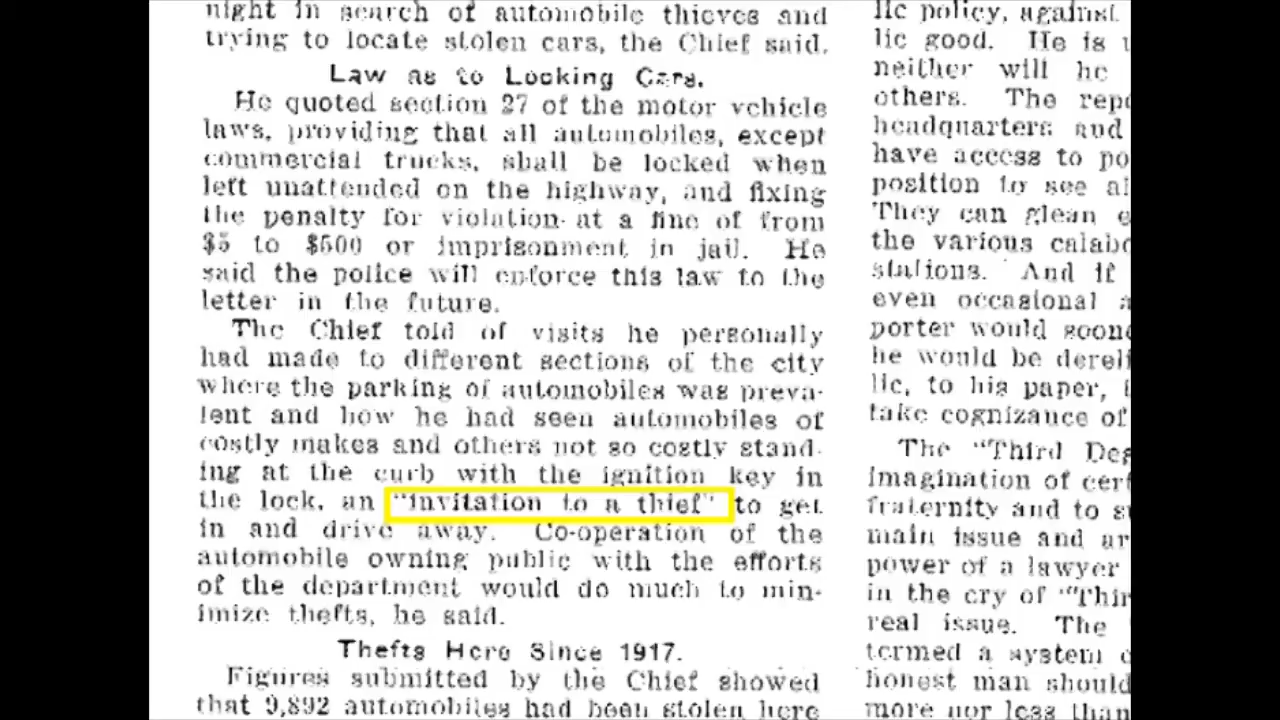 night in search of automobile thieves and
trying to locate stolen cars, the Chief said.
Law as to Locking Cars.
He quoted section 27 of the motor vehicle
laws, providing that all automobiles, except
commercial trucks, shall be locked when
left unattended on the highway, and fixing
the penalty for violation at a fine of from
$5 to $500 or imprisonment in jail. He
said the police will enforce this law to the
letter in the future.
The Chief told of visits he personally
had made to different sections of the city
where the parking of automobiles was preva-
lent and how he had seen automobiles of
costly makes and others not so costly stand-
ing at the curb with the ignition key in
the lock, an "invitation to a thief" to get
in and drive away. Co-operation of the
automobile owning public with the efforts
of the department would do much to min-
imize thefts, he said.
Thefts Here Since 1917.
Figures submitted by the Chief showed
that 9,892 automobiles had been stolen here
lic policy, against
lic good. He is
neither will he
others. The
headquarters and
have access to
position to see
They can glean
the various
stations. And if
even occasional
porter would
he would be
lic, to his paper,
take cognizance of
The "Third
imagination of
fraternity and to
main issue and
power of a lawyer
in the cry of
real issue. The
termed a system
honest man should
more nor less than